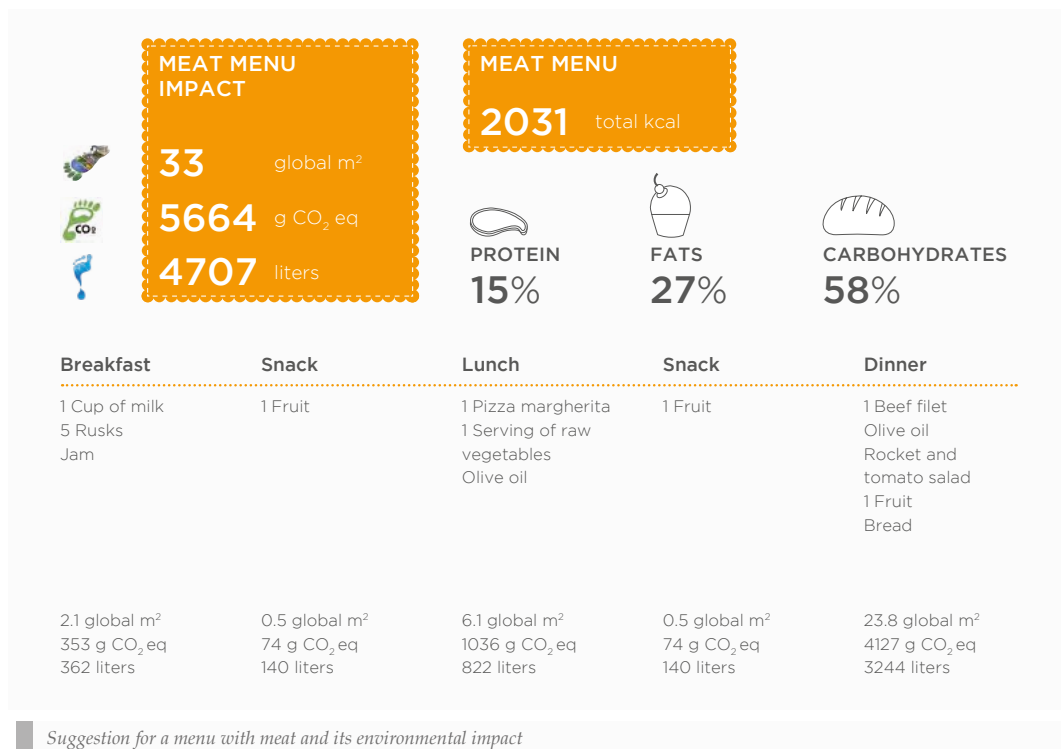 MEAT MENU
IMPACT
33 global m²
CO₂
5664 g CO₂ eq
4707 liters
MEAT MENU
2031 total kcal
PROTEIN
15%
FATS
27%
CARBOHYDRATES
58%
Breakfast
1 Cup of milk
5 Rusks
Jam
2.1 global m²
353 g CO₂ eq
362 liters
Snack
1 Fruit
0.5 global m²
74 g CO₂ eq
140 liters
Lunch
1 Pizza margherita
1 Serving of raw
vegetables
Olive oil
6.1 global m²
1036 g CO₂ eq
822 liters
Snack
1 Fruit
0.5 global m²
74 g CO₂ eq
140 liters
Dinner
1 Beef filet
Olive oil
Rocket and
tomato salad
1 Fruit
Bread
23.8 global m²
4127 g CO₂ eq
3244 liters
Suggestion for a menu with meat and its environmental impact